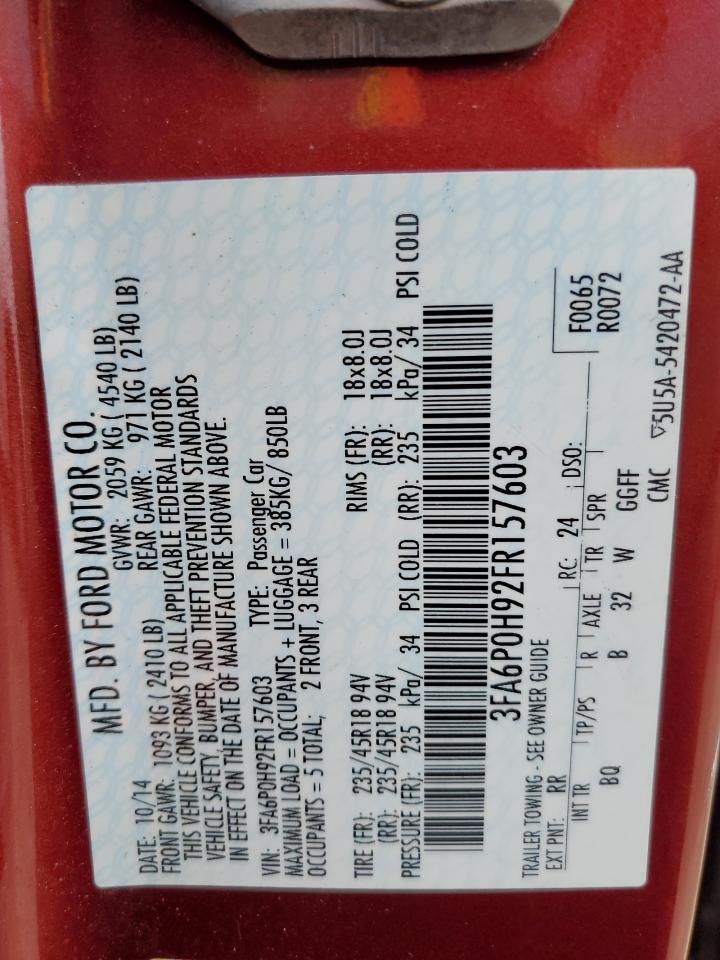 MFD. BY FORD MOTOR CO.
DATE: 10/14 GVWR: 2059 KG ( 4540 LB)
FRONT GAWR: 1093 KG ( 2410 LB) REAR GAWR: 971 KG ( 2140 LB)
THIS VEHICLE CONFORMS TO ALL APPLICABLE FEDERAL MOTOR
VEHICLE SAFETY, BUMPER, AND THEFT PREVENTION STANDARDS
IN EFFECT ON THE DATE OF MANUFACTURE SHOWN ABOVE.
VIN: 3FA6P0H92FR157603 TYPE: Passenger Car
MAXIMUM LOAD = OCCUPANTS + LUGGAGE = 385KG/ 850LB
OCCUPANTS = 5 TOTAL; 2 FRONT, 3 REAR
TIRE (FR): 235/45R18 94V RIMS (FR): 18x8.0J
(RR): 235/45R18 94V (RR): 18x8.0J
PRESSURE (FR): 235 kPa/ 34 PSI COLD (RR): 235 kPa/ 34 PSI COLD
3FA6P0H92FR157603
TRAILER TOWING - SEE OWNER GUIDE F0065
EXT PNT: RR RC: 24 DSO: R0072
INT TR TP/PS R AXLE TR SPR
BQ B 32 W GGFF
CMC ▽5U5A-5420472-AA